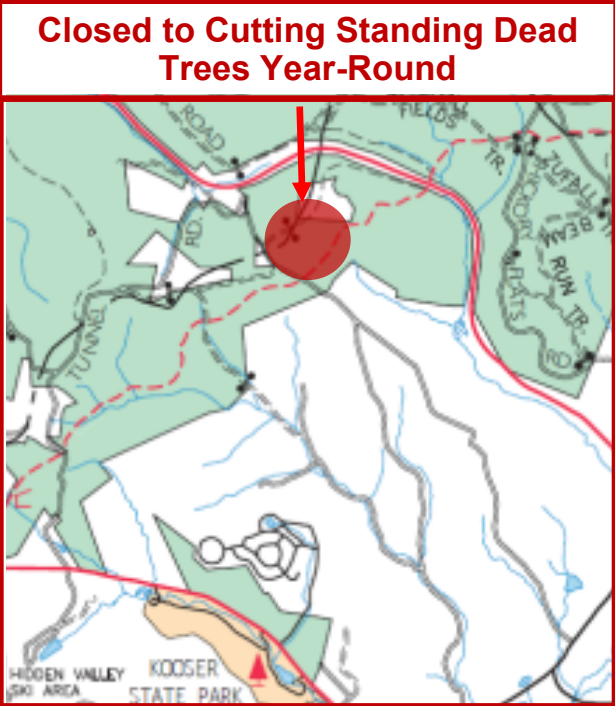 Closed to Cutting Standing Dead
Trees Year-Round
ROAD
FIELDS
TR.
ZUFALL
HICKORY
BEAM
RD.
FLATS
RUN TR.
TUNNEL
RD
HIDDEN VALLEY
SKI AREA
KOOSER
STATE PARK